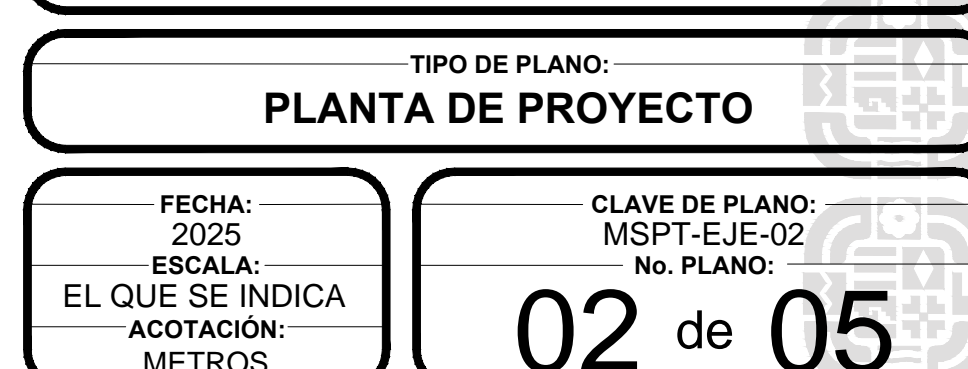 TIPO DE PLANO:
PLANTA DE PROYECTO
FECHA:
2025
ESCALA:
EL QUE SE INDICA
ACOTACIÓN:
METROS
CLAVE DE PLANO:
MSPT-EJE-02
No. PLANO:
02 de 05